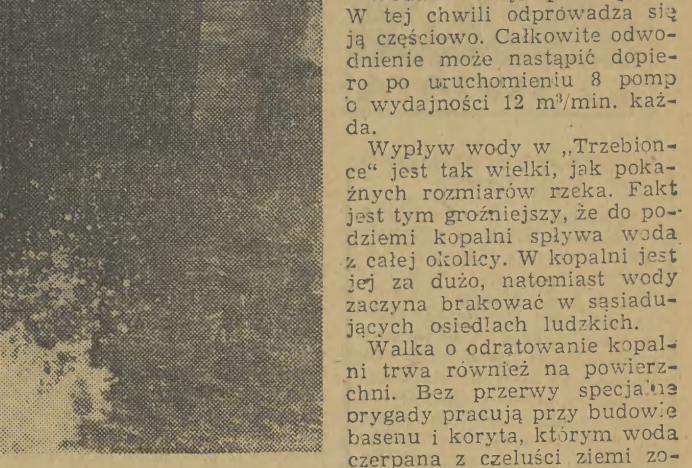 W tej chwili odprowadza się
ją częściowo. Całkowite odwo-
dnienie może nastąpić dopie-
ro po uruchomieniu 8 pomp
o wydajności 12 m³/min. każ-
da.
Wypływ wody w „Trzebion-
ce“ jest tak wielki, jak poka-
źnych rozmiarów rzeka. Fakt
jest tym groźniejszy, że do po-
dziemi kopalni spływa woda
z całej okolicy. W kopalni jest
jej za dużo, natomiast wody
zaczyna brakować w sąsiadu-
jących osiedlach ludzkich.
Walka o odratowanie kopal-
ni trwa również na powierz-
chni. Bez przerwy specjalne
brygady pracują przy budowie
basenu i koryta, którym woda
czerpana z czeluści ziemi zo-